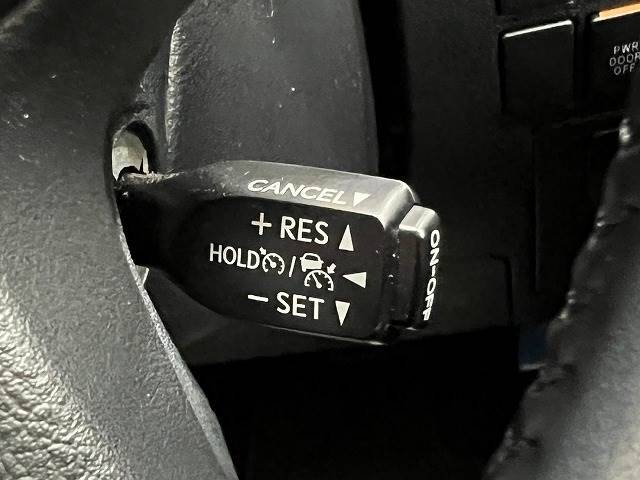 CANCEL▼
+ RES ▲
HOLD / ◀
− SET ▼
ON-OFF
PWR
DOOR
OFF